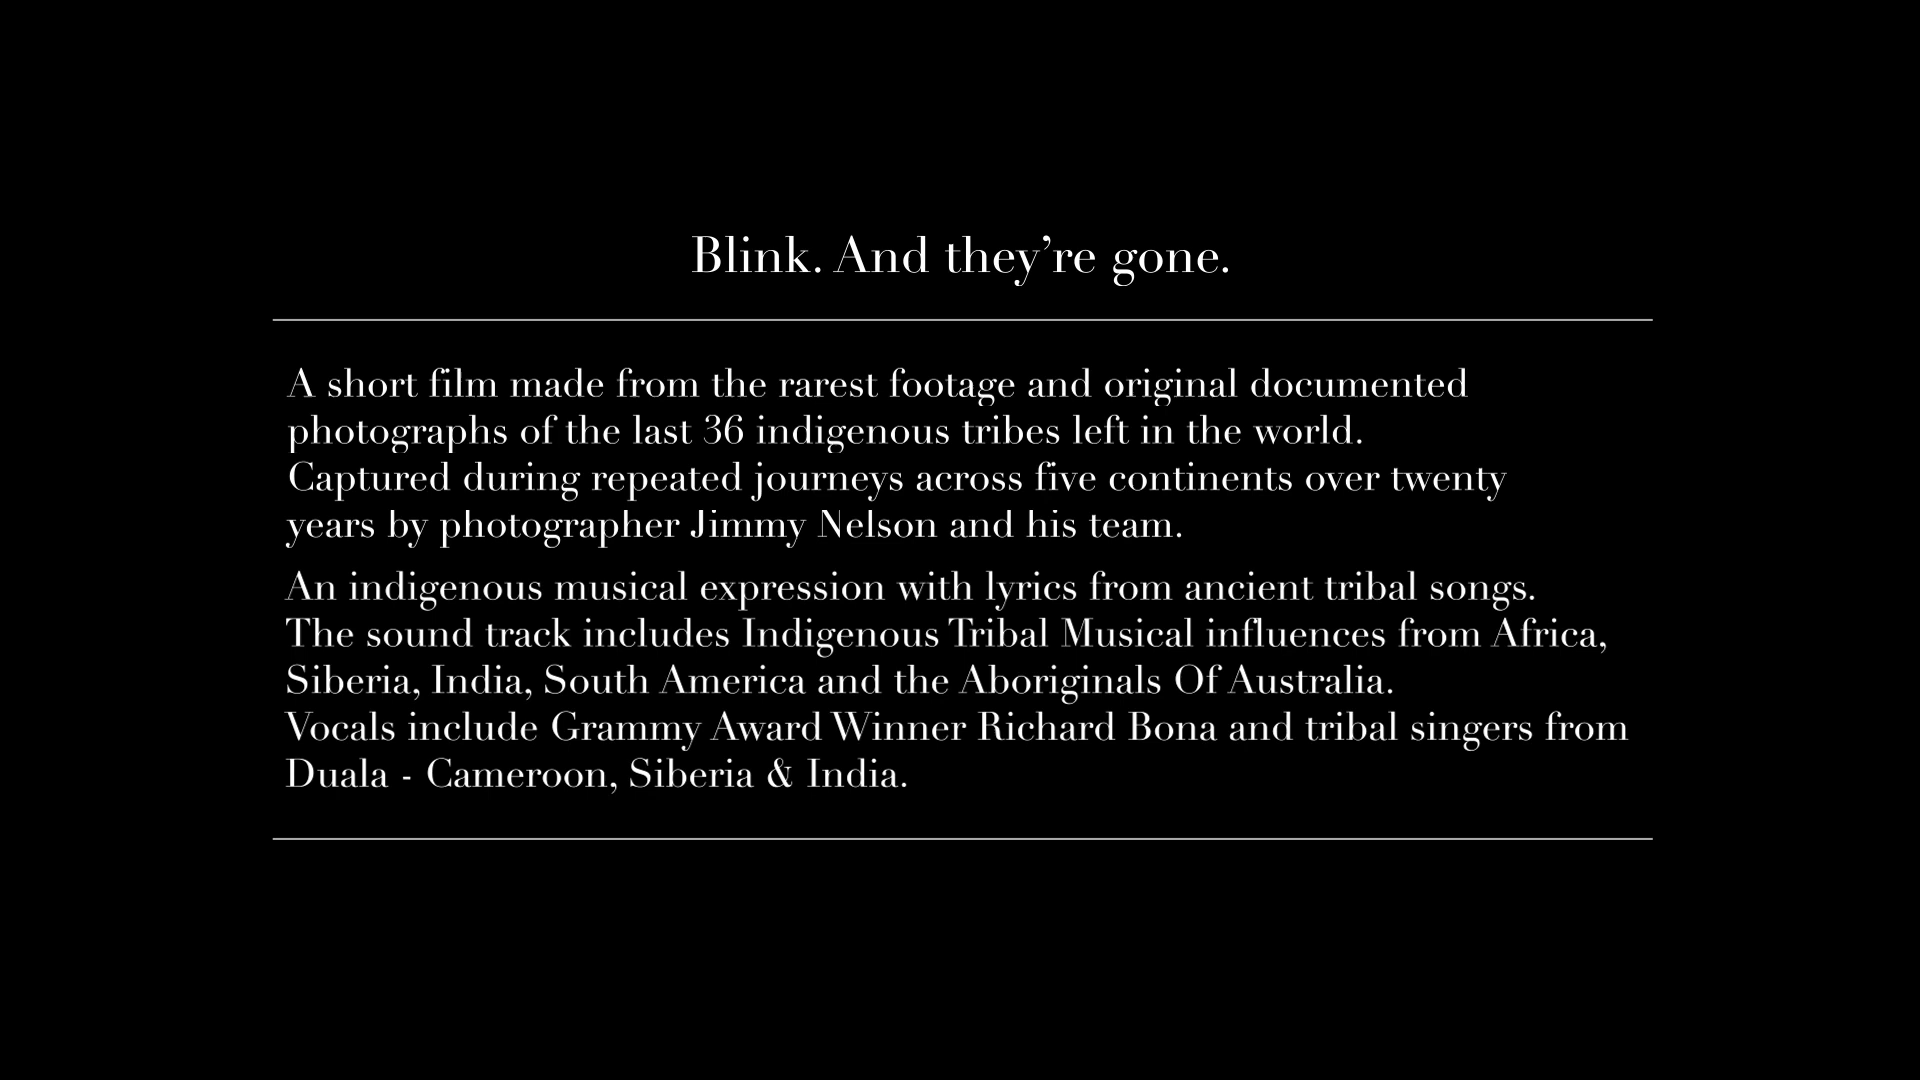 Blink. And they’re gone.
A short film made from the rarest footage and original documented
photographs of the last 36 indigenous tribes left in the world.
Captured during repeated journeys across five continents over twenty
years by photographer Jimmy Nelson and his team.
An indigenous musical expression with lyrics from ancient tribal songs.
The sound track includes Indigenous Tribal Musical influences from Africa,
Siberia, India, South America and the Aboriginals Of Australia.
Vocals include Grammy Award Winner Richard Bona and tribal singers from
Duala - Cameroon, Siberia & India.